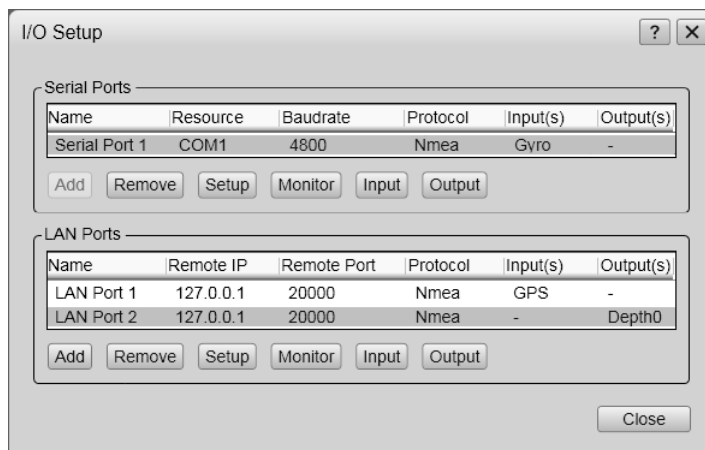 I/O Setup ? X
Serial Ports
Name Resource Baudrate Protocol Input(s) Output(s)
Serial Port 1 COM1 4800 Nmea Gyro -
Add Remove Setup Monitor Input Output
LAN Ports
Name Remote IP Remote Port Protocol Input(s) Output(s)
LAN Port 1 127.0.0.1 20000 Nmea GPS -
LAN Port 2 127.0.0.1 20000 Nmea - Depth0
Add Remove Setup Monitor Input Output
Close